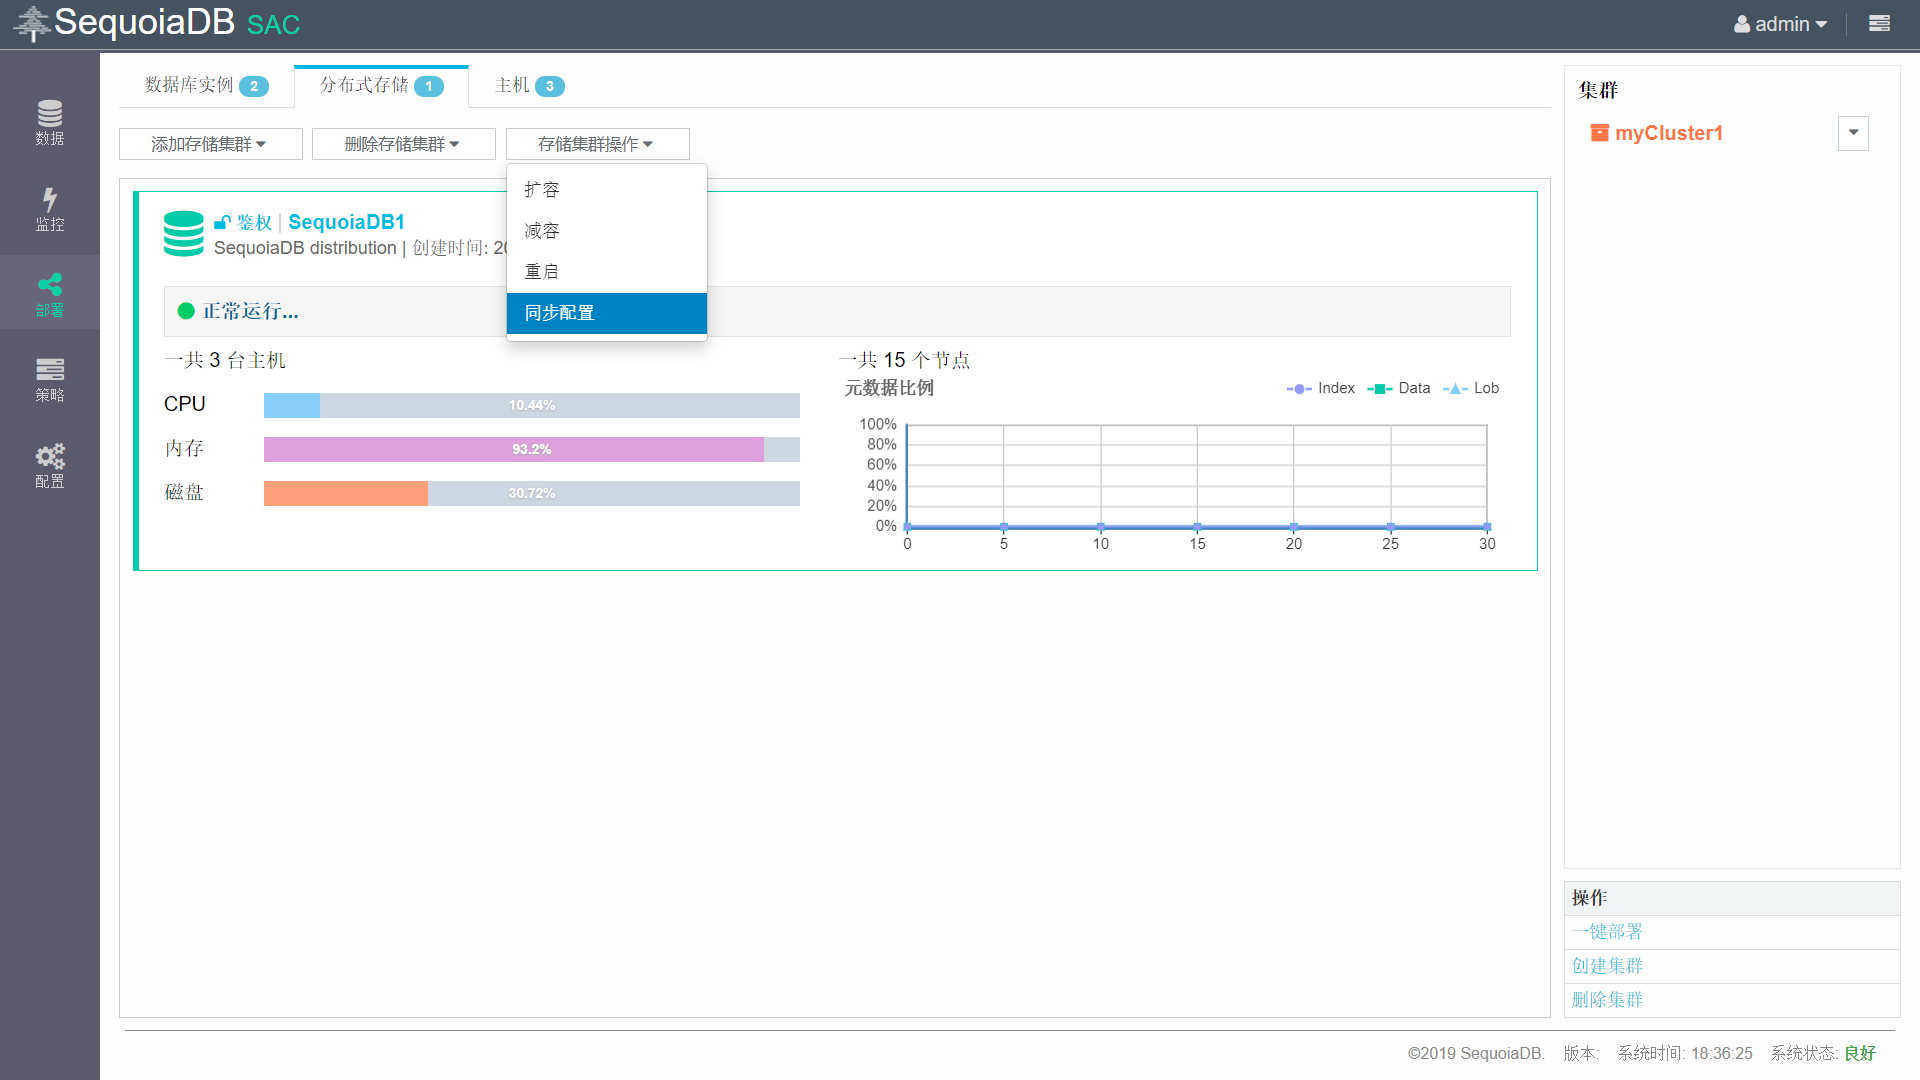 SequoiaDB SAC
admin
数据
监控
部署
策略
配置
数据库实例 2
分布式存储 1
主机 3
添加存储集群
删除存储集群
存储集群操作
扩容
减容
重启
同步配置
鉴权 | SequoiaDB1
SequoiaDB distribution | 创建时间: 20
正常运行...
一共 3 台主机
CPU 10.44%
内存 93.2%
磁盘 30.72%
一共 15 个节点
元数据比例
Index Data Lob
100%
80%
60%
40%
20%
0%
0 5 10 15 20 25 30
集群
myCluster1
操作
一键部署
创建集群
删除集群
©2019 SequoiaDB. 版本: 系统时间: 18:36:25 系统状态: 良好